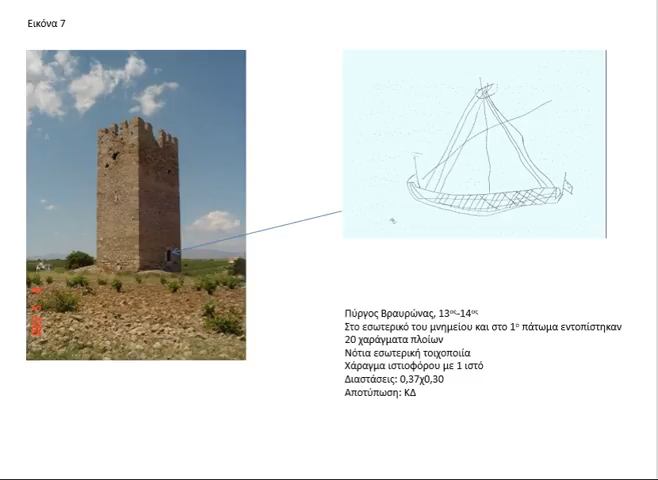 Εικόνα 7
Πύργος Βραυρώνας, 13ος-14ος
Στο εσωτερικό του μνημείου και στο 1ο πάτωμα εντοπίστηκαν
20 χαράγματα πλοίων
Νότια εσωτερική τοιχοποιία
Χάραγμα ιστιοφόρου με 1 ιστό
Διαστάσεις: 0,37χ0,30
Αποτύπωση: ΚΔ